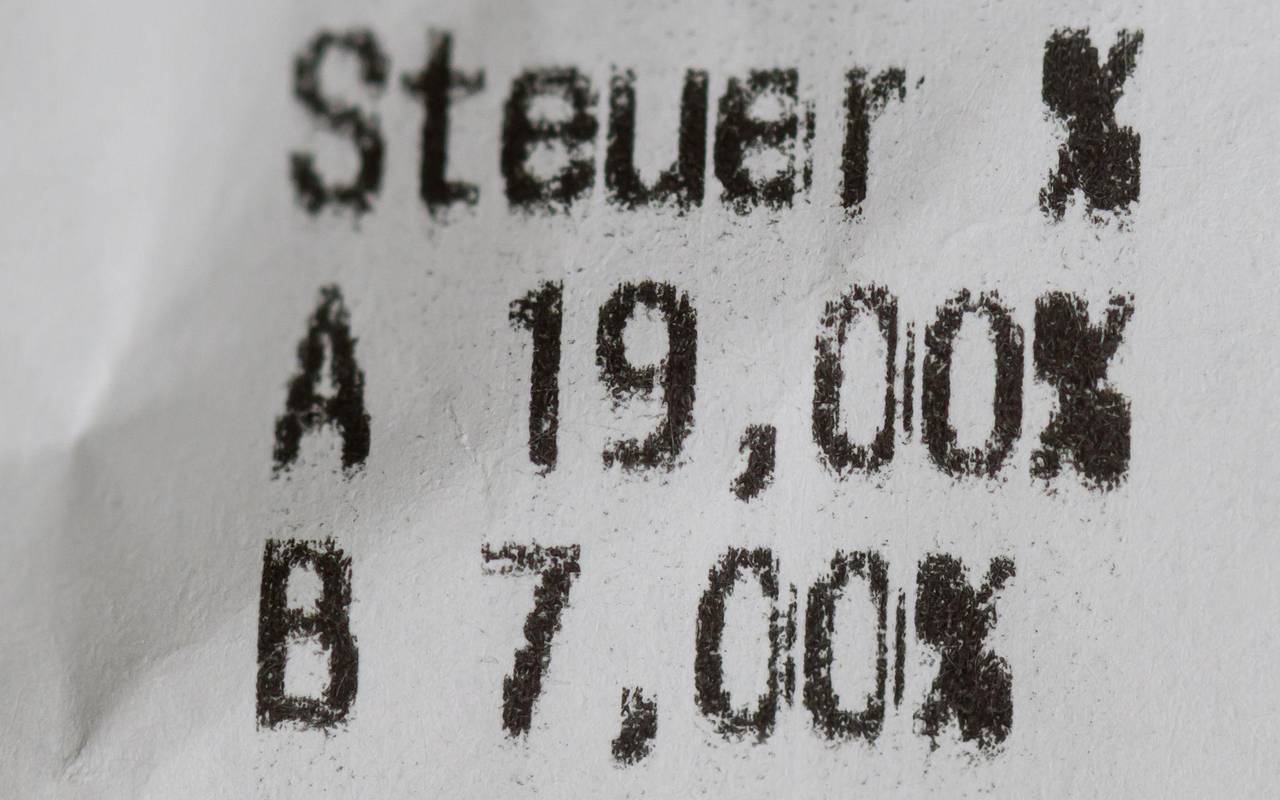 Steuer %
A 19,00%
B 7,00%